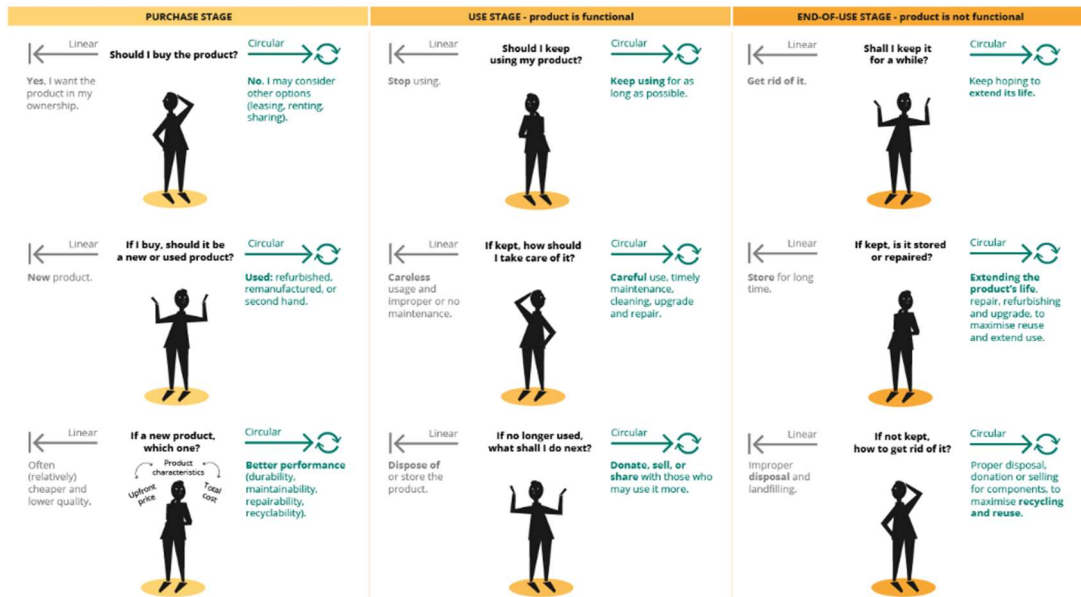 PURCHASE STAGE
Linear
Should I buy the product?
Circular
Yes. I want the
product in my
ownership.
No. I may consider
other options
(leasing, renting,
sharing).
Linear
If I buy, should it be
a new or used product?
Circular
New product.
Used: refurbished,
remanufactured, or
second hand.
Linear
If a new product,
which one?
Circular
Often
(relatively)
cheaper and
lower quality.
Product
characteristics
Upfront
price
Total
cost
Better performance
(durability,
maintainability,
repairability,
recyclability).
USE STAGE - product is functional
Linear
Should I keep
using my product?
Circular
Stop using.
Keep using for as
long as possible.
Linear
If kept, how should
I take care of it?
Circular
Careless
usage and
improper or no
maintenance.
Careful use, timely
maintenance,
cleaning, upgrade
and repair.
Linear
If no longer used,
what shall I do next?
Circular
Dispose of
or store the
product.
Donate, sell, or
share with those who
may use it more.
END-OF-USE STAGE - product is not functional
Linear
Shall I keep it
for a while?
Circular
Get rid of it.
Keep hoping to
extend its life.
Linear
If kept, is it stored
or repaired?
Circular
Store for long
time.
Extending the
product's life,
repair, refurbishing
and upgrade, to
maximise reuse
and extend use.
Linear
If not kept,
how to get rid of it?
Circular
Improper
disposal and
landfilling.
Proper disposal,
donation or selling
for components, to
maximise recycling
and reuse.